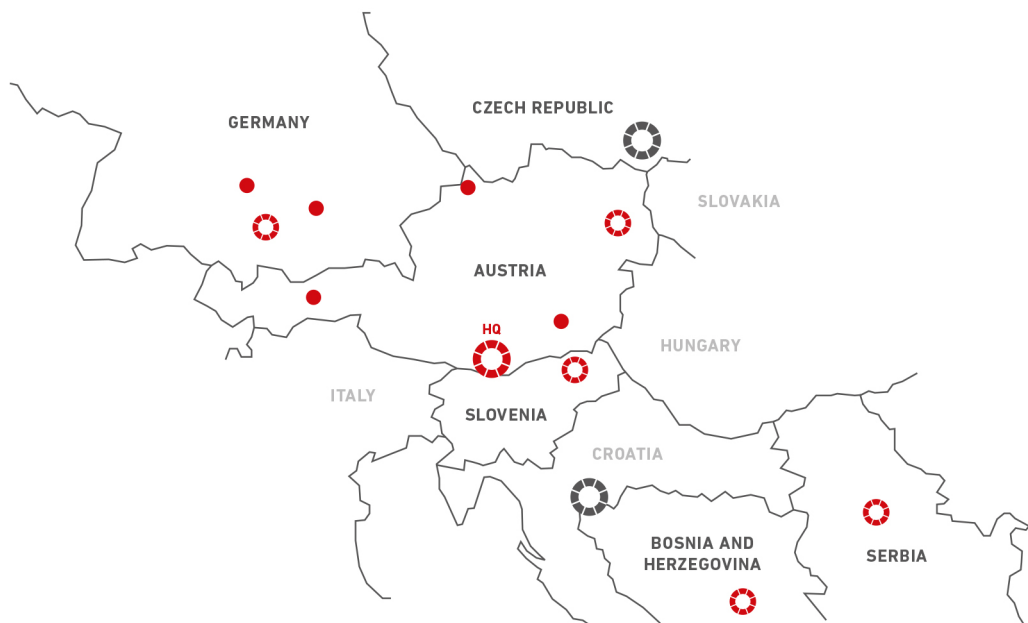 CZECH REPUBLIC
GERMANY
SLOVAKIA
AUSTRIA
HQ
HUNGARY
ITALY
SLOVENIA
CROATIA
BOSNIA AND
HERZEGOVINA
SERBIA